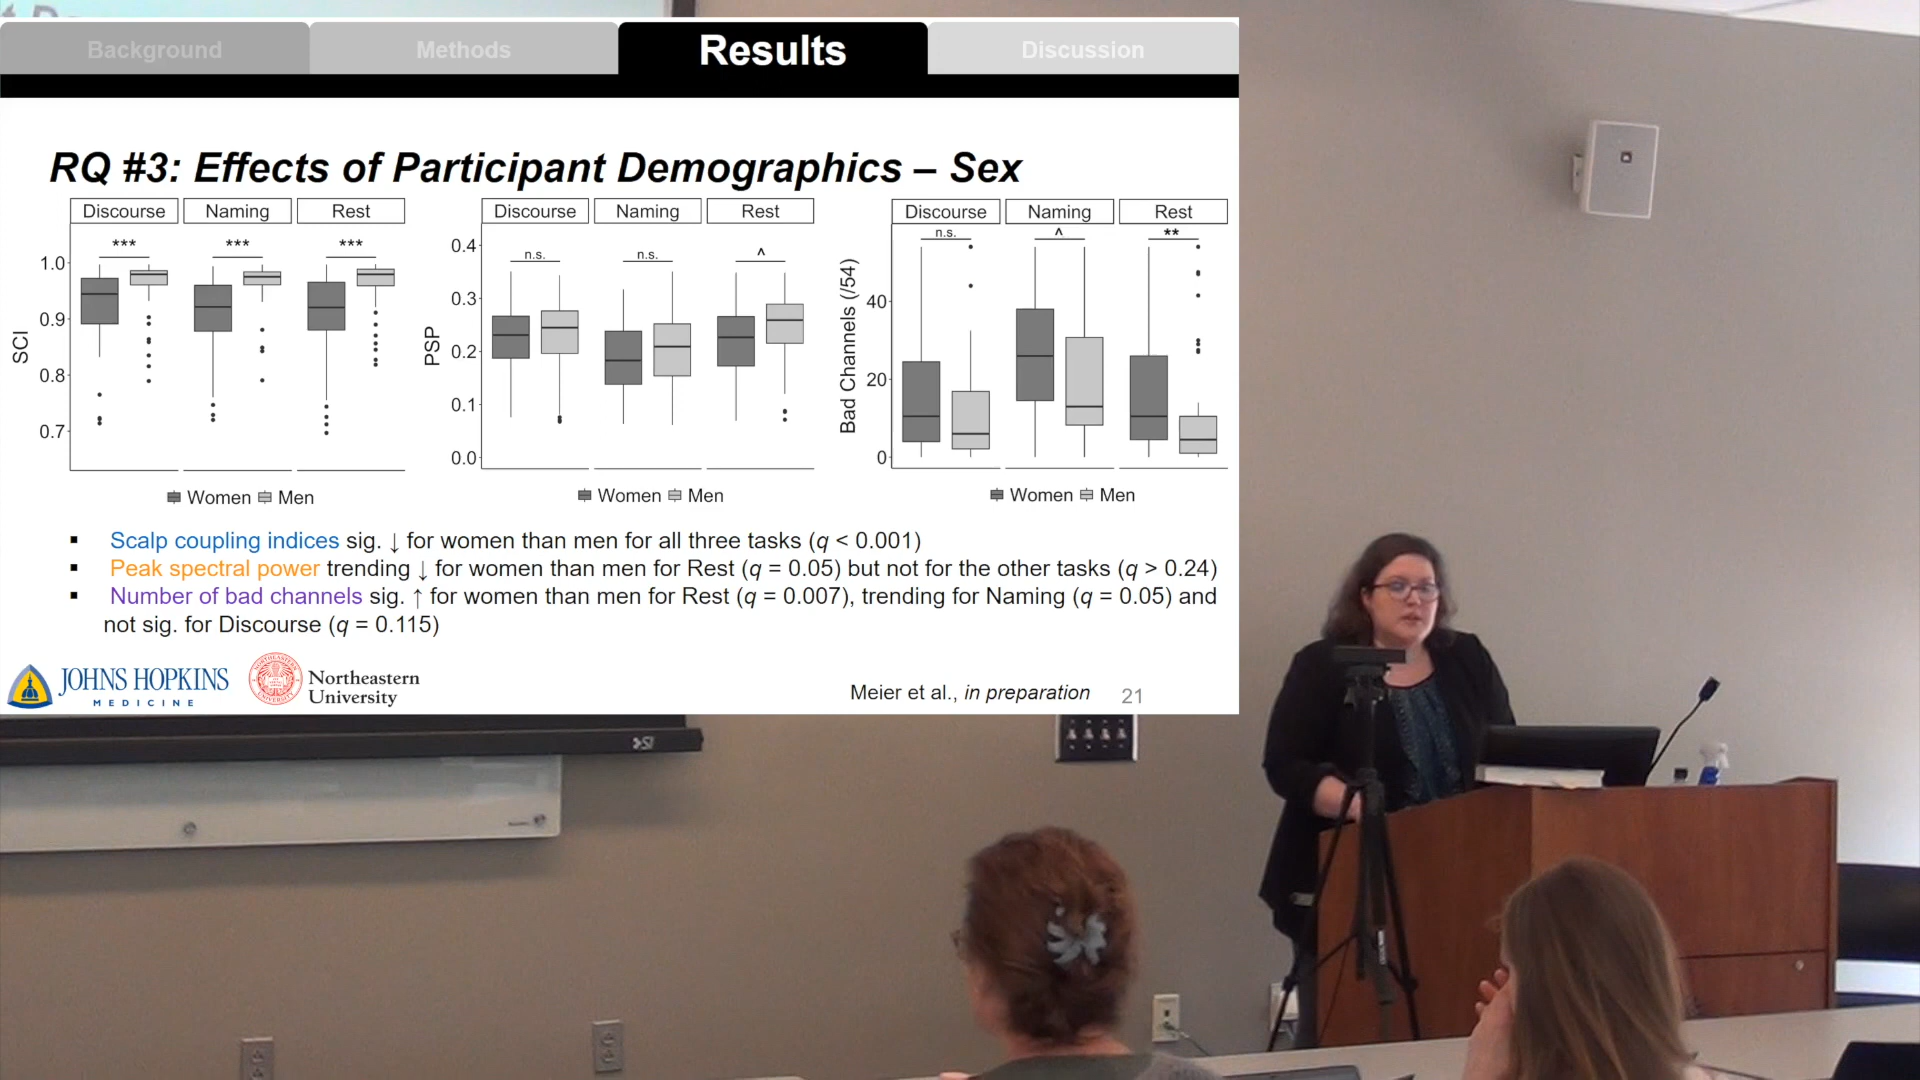 Background
Methods
Results
Discussion
RQ #3: Effects of Participant Demographics – Sex
Discourse
Naming
Rest
***
***
***
1.0
0.9
0.8
0.7
SCI
Women
Men
Discourse
Naming
Rest
n.s.
n.s.
^
0.4
0.3
0.2
0.1
0.0
PSP
Women
Men
Discourse
Naming
Rest
n.s.
^
**
40
20
0
Bad Channels (/54)
Women
Men
▪ Scalp coupling indices sig. ↓ for women than men for all three tasks (q < 0.001)
▪ Peak spectral power trending ↓ for women than men for Rest (q = 0.05) but not for the other tasks (q > 0.24)
▪ Number of bad channels sig. ↑ for women than men for Rest (q = 0.007), trending for Naming (q = 0.05) and
not sig. for Discourse (q = 0.115)
JOHNS HOPKINS
MEDICINE
Northeastern
University
Meier et al., in preparation
21